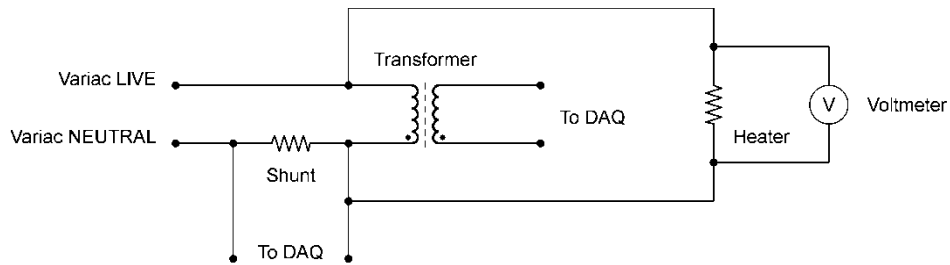 Transformer
Variac LIVE
V
Voltmeter
To DAQ
Variac NEUTRAL
Heater
Shunt
To DAQ